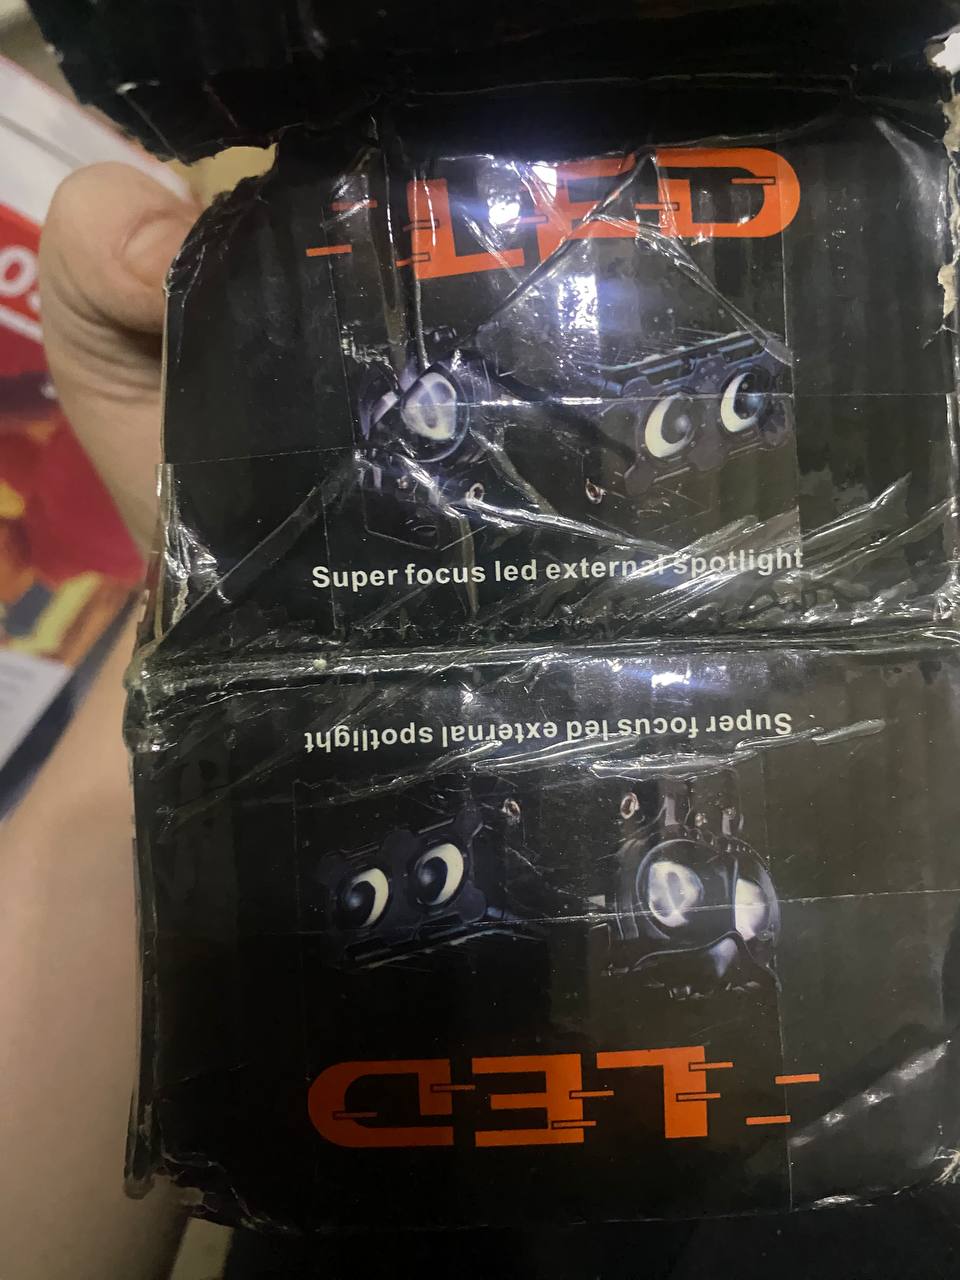 LED
Super focus led external spotlight
Super focus led external spotlight
LED